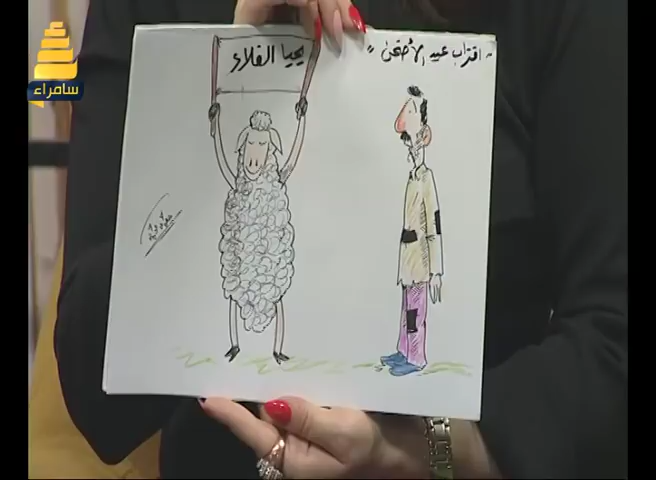 "اقتراب عيد الأضحى"
يحيا الغلاء
سامراء